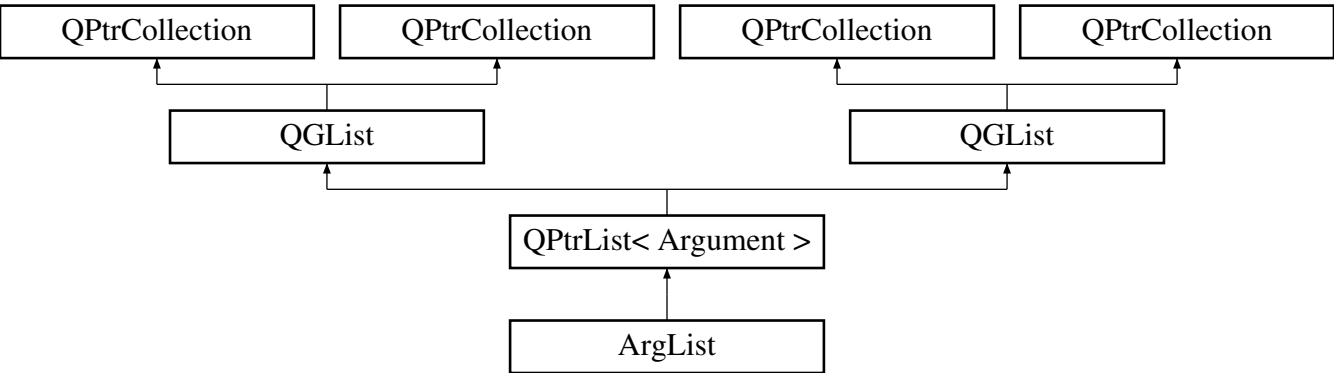 QPtrCollection
QPtrCollection
QPtrCollection
QPtrCollection
QGList
QGList
QPtrList< Argument >
ArgList